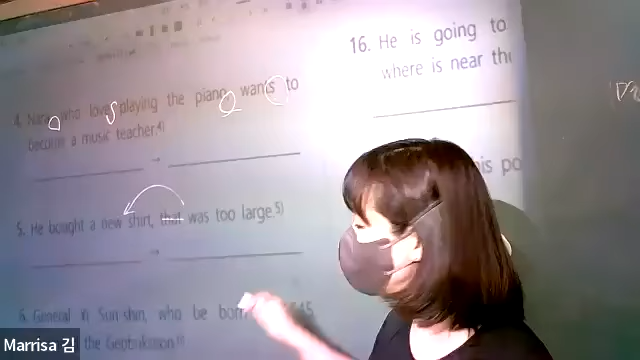 4. Nara who loves playing the piano wants to
become a music teacher.4)
5. He bought a new shirt, that was too large.5)
6. General Yi Sun-shin, who be born
the Geobukseon.
16. He is going to
where is near the
his po
Marrisa 김